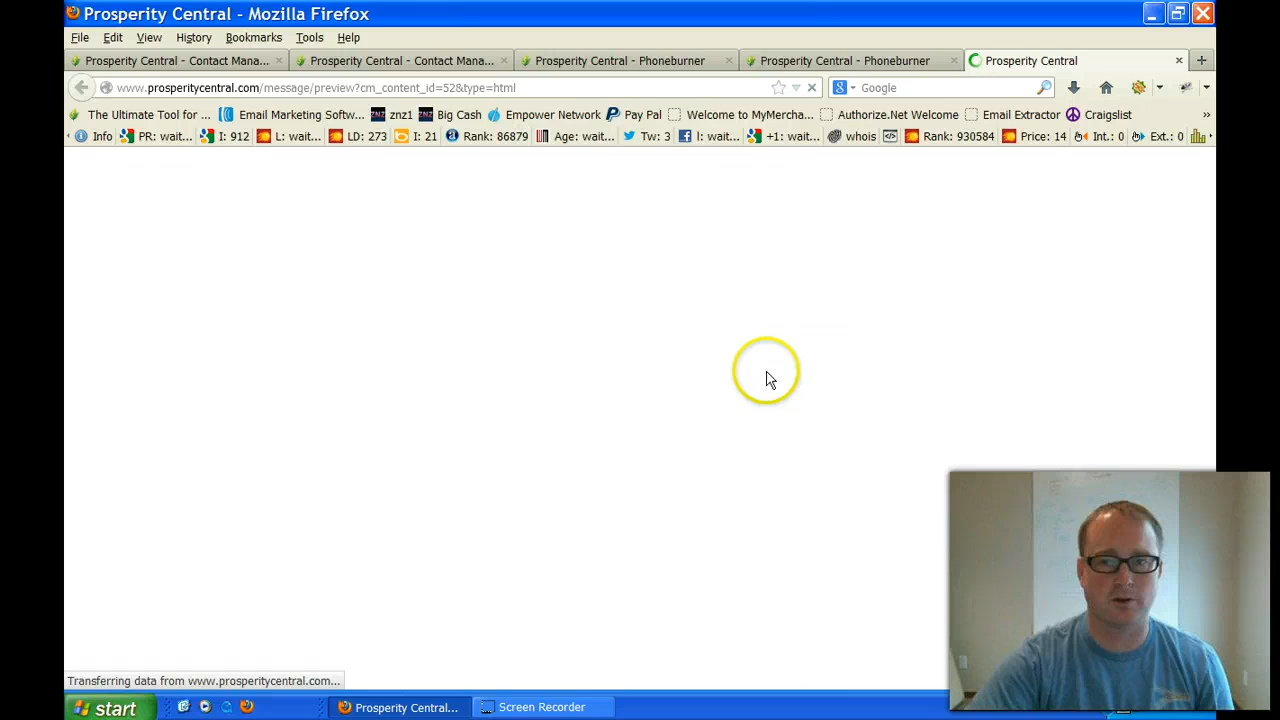 Prosperity Central - Mozilla Firefox
File Edit View History Bookmarks Tools Help
Prosperity Central - Contact Mana... Prosperity Central - Contact Mana... Prosperity Central - Phoneburner Prosperity Central - Phoneburner Prosperity Central
www.prosperitycentral.com/message/preview?cm_content_id=52&type=html Google
The Ultimate Tool for ... Email Marketing Softw... znz1 Big Cash Empower Network Pay Pal Welcome to MyMercha... Authorize.Net Welcome Email Extractor Craigslist
Info PR: wait... I: 912 L: wait... LD: 273 I: 21 Rank: 86879 Age: wait... Tw: 3 l: wait... +1: wait... whois Rank: 930584 Price: 14 Int.: 0 Ext.: 0
Transferring data from www.prosperitycentral.com...
start Prosperity Central... Screen Recorder